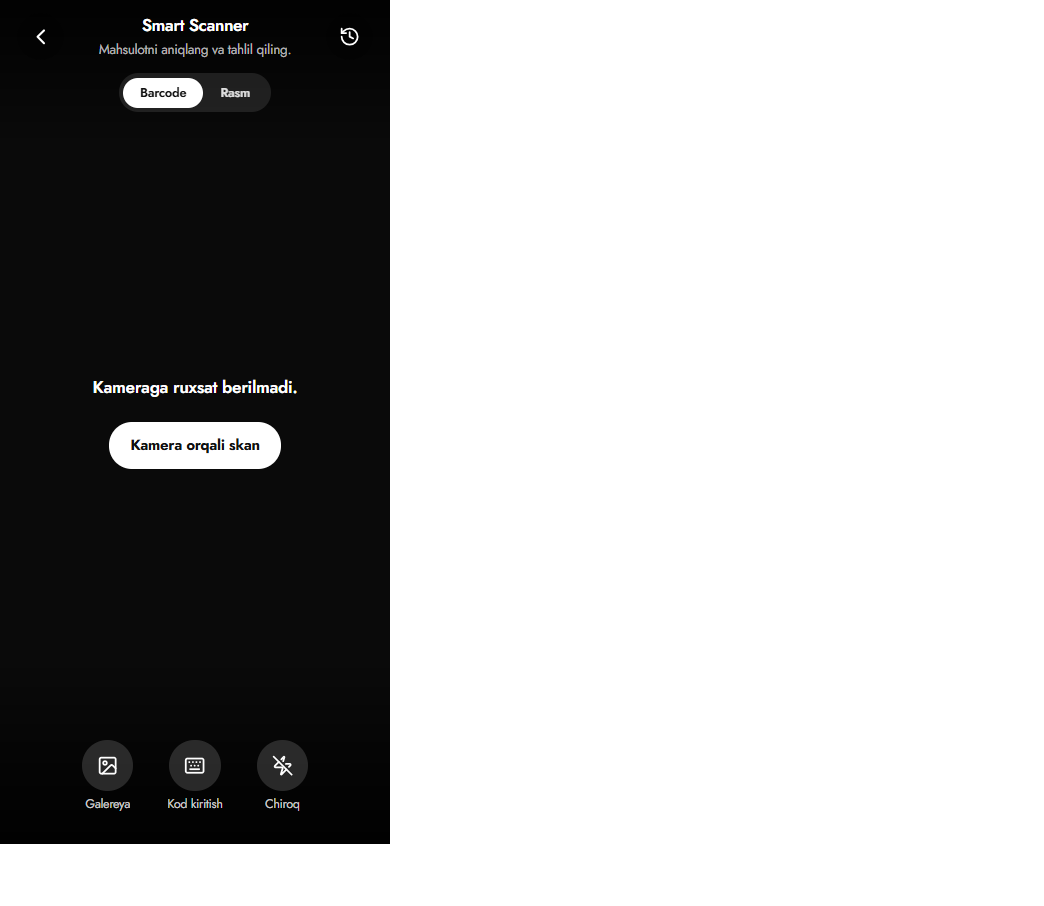 Smart Scanner
Mahsulotni aniqlang va tahlil qiling.
Barcode Rasm
Kameraga ruxsat berilmadi.
Kamera orqali skan
Galereya Kod kiritish Chiroq